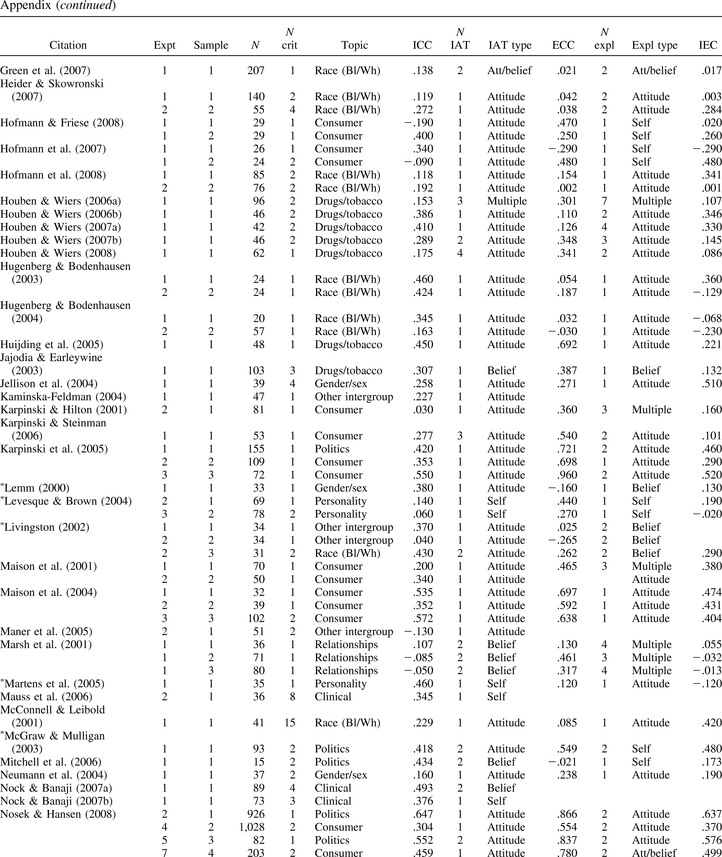 Appendix (continued)
N N N
Citation Expt Sample N crit Topic ICC IAT IAT type ECC expl Expl type IEC
Green et al. (2007) 1 1 207 1 Race (Bl/Wh) .138 2 Att/belief .021 2 Att/belief .017
Heider & Skowronski
(2007) 1 1 140 2 Race (Bl/Wh) .119 1 Attitude .042 2 Attitude .003
2 2 55 4 Race (Bl/Wh) .272 1 Attitude .038 2 Attitude .284
Hofmann & Friese (2008) 1 1 29 1 Consumer −.190 1 Attitude .470 1 Self .020
1 2 29 1 Consumer .400 1 Attitude .250 1 Self .260
Hofmann et al. (2007) 1 1 26 1 Consumer .340 1 Attitude −.290 1 Self −.290
1 2 24 2 Consumer −.090 1 Attitude .480 1 Self .480
Hofmann et al. (2008) 1 1 85 2 Race (Bl/Wh) .118 1 Attitude .154 1 Attitude .341
2 2 76 2 Race (Bl/Wh) .192 1 Attitude .002 1 Attitude .001
Houben & Wiers (2006a) 1 1 96 2 Drugs/tobacco .153 3 Multiple .301 7 Multiple .107
Houben & Wiers (2006b) 1 1 46 2 Drugs/tobacco .386 1 Attitude .110 2 Attitude .346
Houben & Wiers (2007a) 1 1 42 2 Drugs/tobacco .410 1 Attitude .126 4 Attitude .330
Houben & Wiers (2007b) 1 1 46 2 Drugs/tobacco .289 2 Attitude .348 3 Attitude .145
Houben & Wiers (2008) 1 1 62 1 Drugs/tobacco .175 4 Attitude .341 2 Attitude .086
Hugenberg & Bodenhausen
(2003) 1 1 24 1 Race (Bl/Wh) .460 1 Attitude .054 1 Attitude .360
2 2 24 1 Race (Bl/Wh) .424 1 Attitude .187 1 Attitude −.129
Hugenberg & Bodenhausen
(2004) 1 1 20 1 Race (Bl/Wh) .345 1 Attitude .032 1 Attitude −.068
2 2 57 1 Race (Bl/Wh) .163 1 Attitude −.030 1 Attitude −.230
Huijding et al. (2005) 1 1 48 1 Drugs/tobacco .450 1 Attitude .692 1 Attitude .221
Jajodia & Earleywine
(2003) 1 1 103 3 Drugs/tobacco .307 1 Belief .387 1 Belief .132
Jellison et al. (2004) 1 1 39 4 Gender/sex .258 1 Attitude .271 1 Attitude .510
Kaminska-Feldman (2004) 1 1 47 1 Other intergroup .227 1 Attitude
Karpinski & Hilton (2001) 2 1 81 1 Consumer .030 1 Attitude .360 3 Multiple .160
Karpinski & Steinman
(2006) 1 1 53 1 Consumer .277 3 Attitude .540 2 Attitude .101
Karpinski et al. (2005) 1 1 155 1 Politics .420 1 Attitude .721 2 Attitude .460
2 2 109 1 Consumer .353 1 Attitude .698 1 Attitude .290
3 3 72 1 Consumer .550 1 Attitude .960 2 Attitude .520
*Lemm (2000) 1 1 33 1 Gender/sex .380 1 Attitude −.160 1 Belief .130
*Levesque & Brown (2004) 2 1 69 1 Personality .140 1 Self .440 1 Self .190
3 2 78 2 Personality .060 1 Self .270 1 Self −.020
*Livingston (2002) 1 1 34 1 Other intergroup .370 1 Attitude .025 2 Belief
2 2 34 1 Other intergroup .040 1 Attitude −.265 2 Belief
2 3 31 2 Race (Bl/Wh) .430 2 Attitude .262 2 Belief .290
Maison et al. (2001) 1 1 70 1 Consumer .200 1 Attitude .465 3 Multiple .380
2 2 50 1 Consumer .340 1 Attitude Attitude
Maison et al. (2004) 1 1 32 1 Consumer .535 1 Attitude .697 1 Attitude .474
2 2 39 1 Consumer .352 1 Attitude .592 1 Attitude .431
3 3 102 2 Consumer .572 1 Attitude .638 1 Attitude .404
Maner et al. (2005) 2 1 51 2 Other intergroup −.130 1 Attitude
Marsh et al. (2001) 1 1 36 1 Relationships .107 2 Belief .130 4 Multiple .055
1 2 71 1 Relationships −.085 2 Belief .461 3 Multiple −.032
1 3 80 1 Relationships −.050 2 Belief .317 4 Multiple −.013
*Martens et al. (2005) 1 1 35 1 Personality .460 1 Self .120 1 Attitude −.120
Mauss et al. (2006) 2 1 36 8 Clinical .345 1 Self
McConnell & Leibold
(2001) 1 1 41 15 Race (Bl/Wh) .229 1 Attitude .085 1 Attitude .420
*McGraw & Mulligan
(2003) 1 1 93 2 Politics .418 2 Attitude .549 2 Self .480
Mitchell et al. (2006) 1 1 15 2 Politics .434 2 Belief −.021 1 Self .173
Neumann et al. (2004) 1 1 37 2 Gender/sex .160 1 Attitude .238 1 Attitude .190
Nock & Banaji (2007a) 1 1 89 4 Clinical .493 2 Belief
Nock & Banaji (2007b) 1 1 73 3 Clinical .376 1 Self
Nosek & Hansen (2008) 2 1 926 1 Politics .647 1 Attitude .866 2 Attitude .637
4 2 1,028 2 Consumer .304 1 Attitude .554 2 Attitude .370
5 3 82 1 Politics .552 2 Attitude .837 2 Attitude .576
7 4 203 2 Consumer .459 1 Attitude .780 2 Att/belief .499